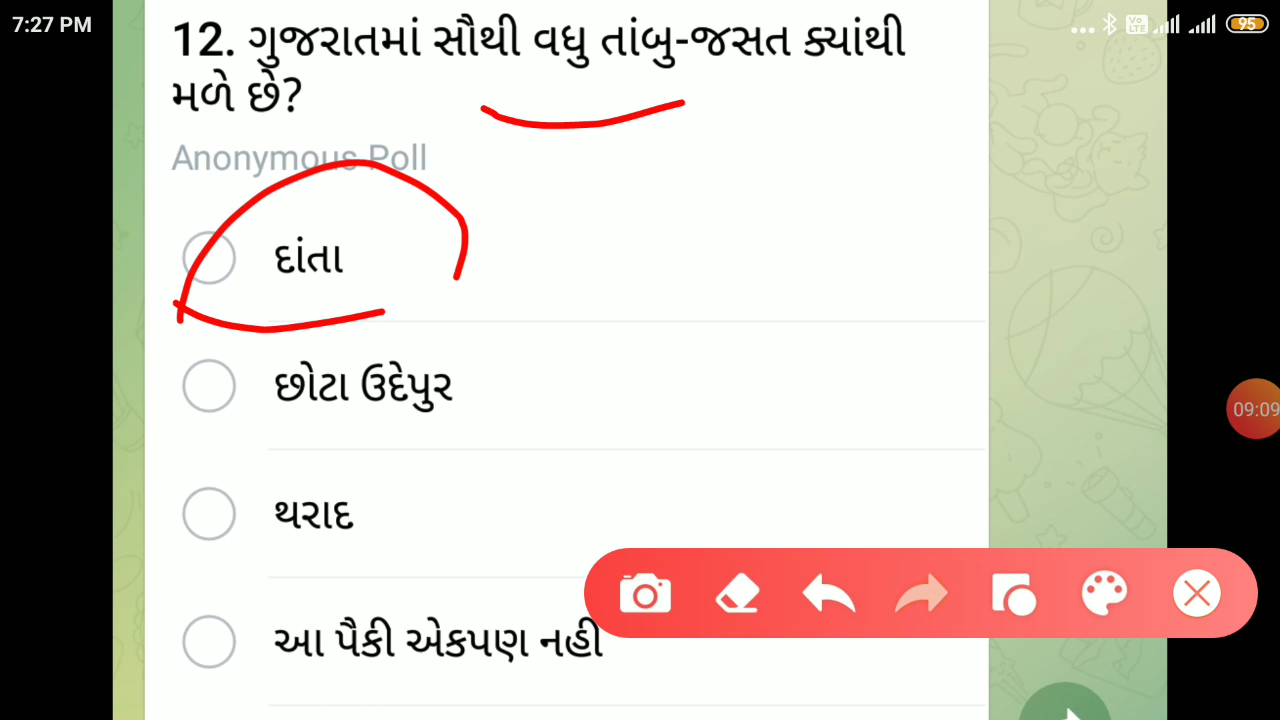 7:27 PM
95
12. ગુજરાતમાં સૌથી વધુ તાંબુ-જસત ક્યાંથી
મળે છે?
Anonymous Poll
દાંતા
છોટા ઉદેપુર
09:09
થરાદ
આ પૈકી એકપણ નહી